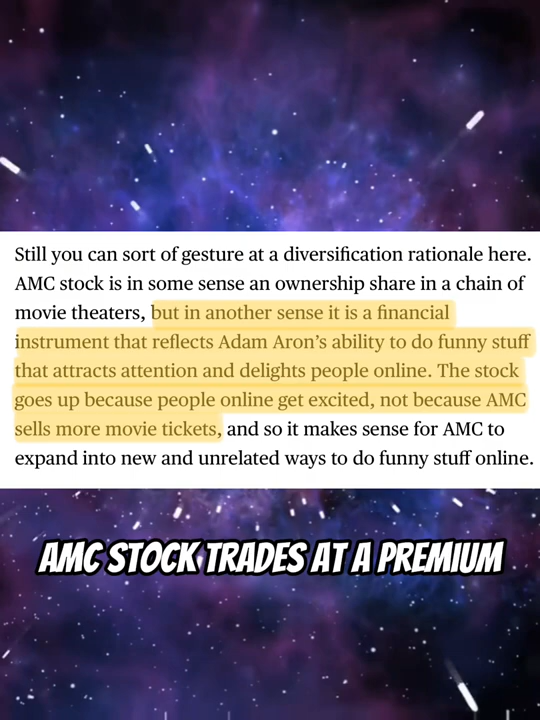 Still you can sort of gesture at a diversification rationale here.
AMC stock is in some sense an ownership share in a chain of
movie theaters, but in another sense it is a financial
instrument that reflects Adam Aron’s ability to do funny stuff
that attracts attention and delights people online. The stock
goes up because people online get excited, not because AMC
sells more movie tickets, and so it makes sense for AMC to
expand into new and unrelated ways to do funny stuff online.
AMC STOCK TRADES AT A PREMIUM